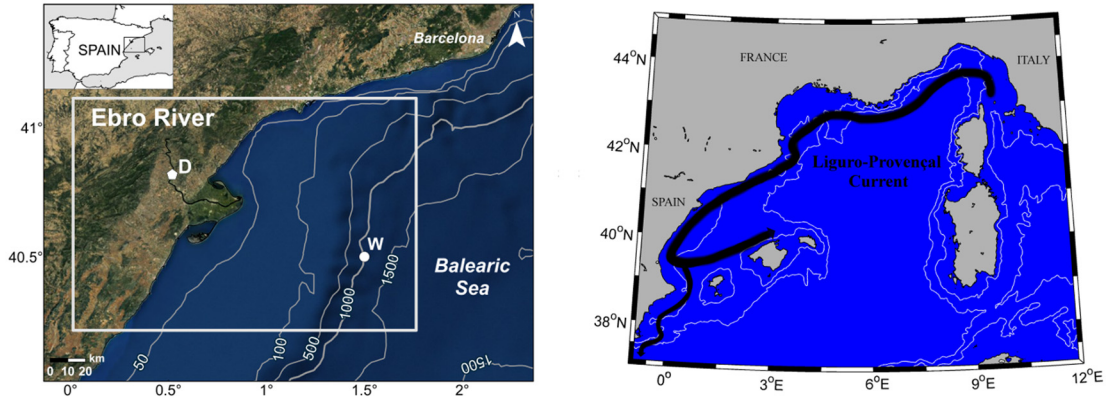 SPAIN
N
Barcelona
Ebro River
D
W
Balearic
Sea
50
100
500
1000
1500
1500
km
0 10 20
41°
40.5°
0° 0.5° 1° 1.5° 2°
44°N
42°N
40°N
38°N
FRANCE
ITALY
Liguro-Provençal
Current
SPAIN
0° 3°E 6°E 9°E 12°E